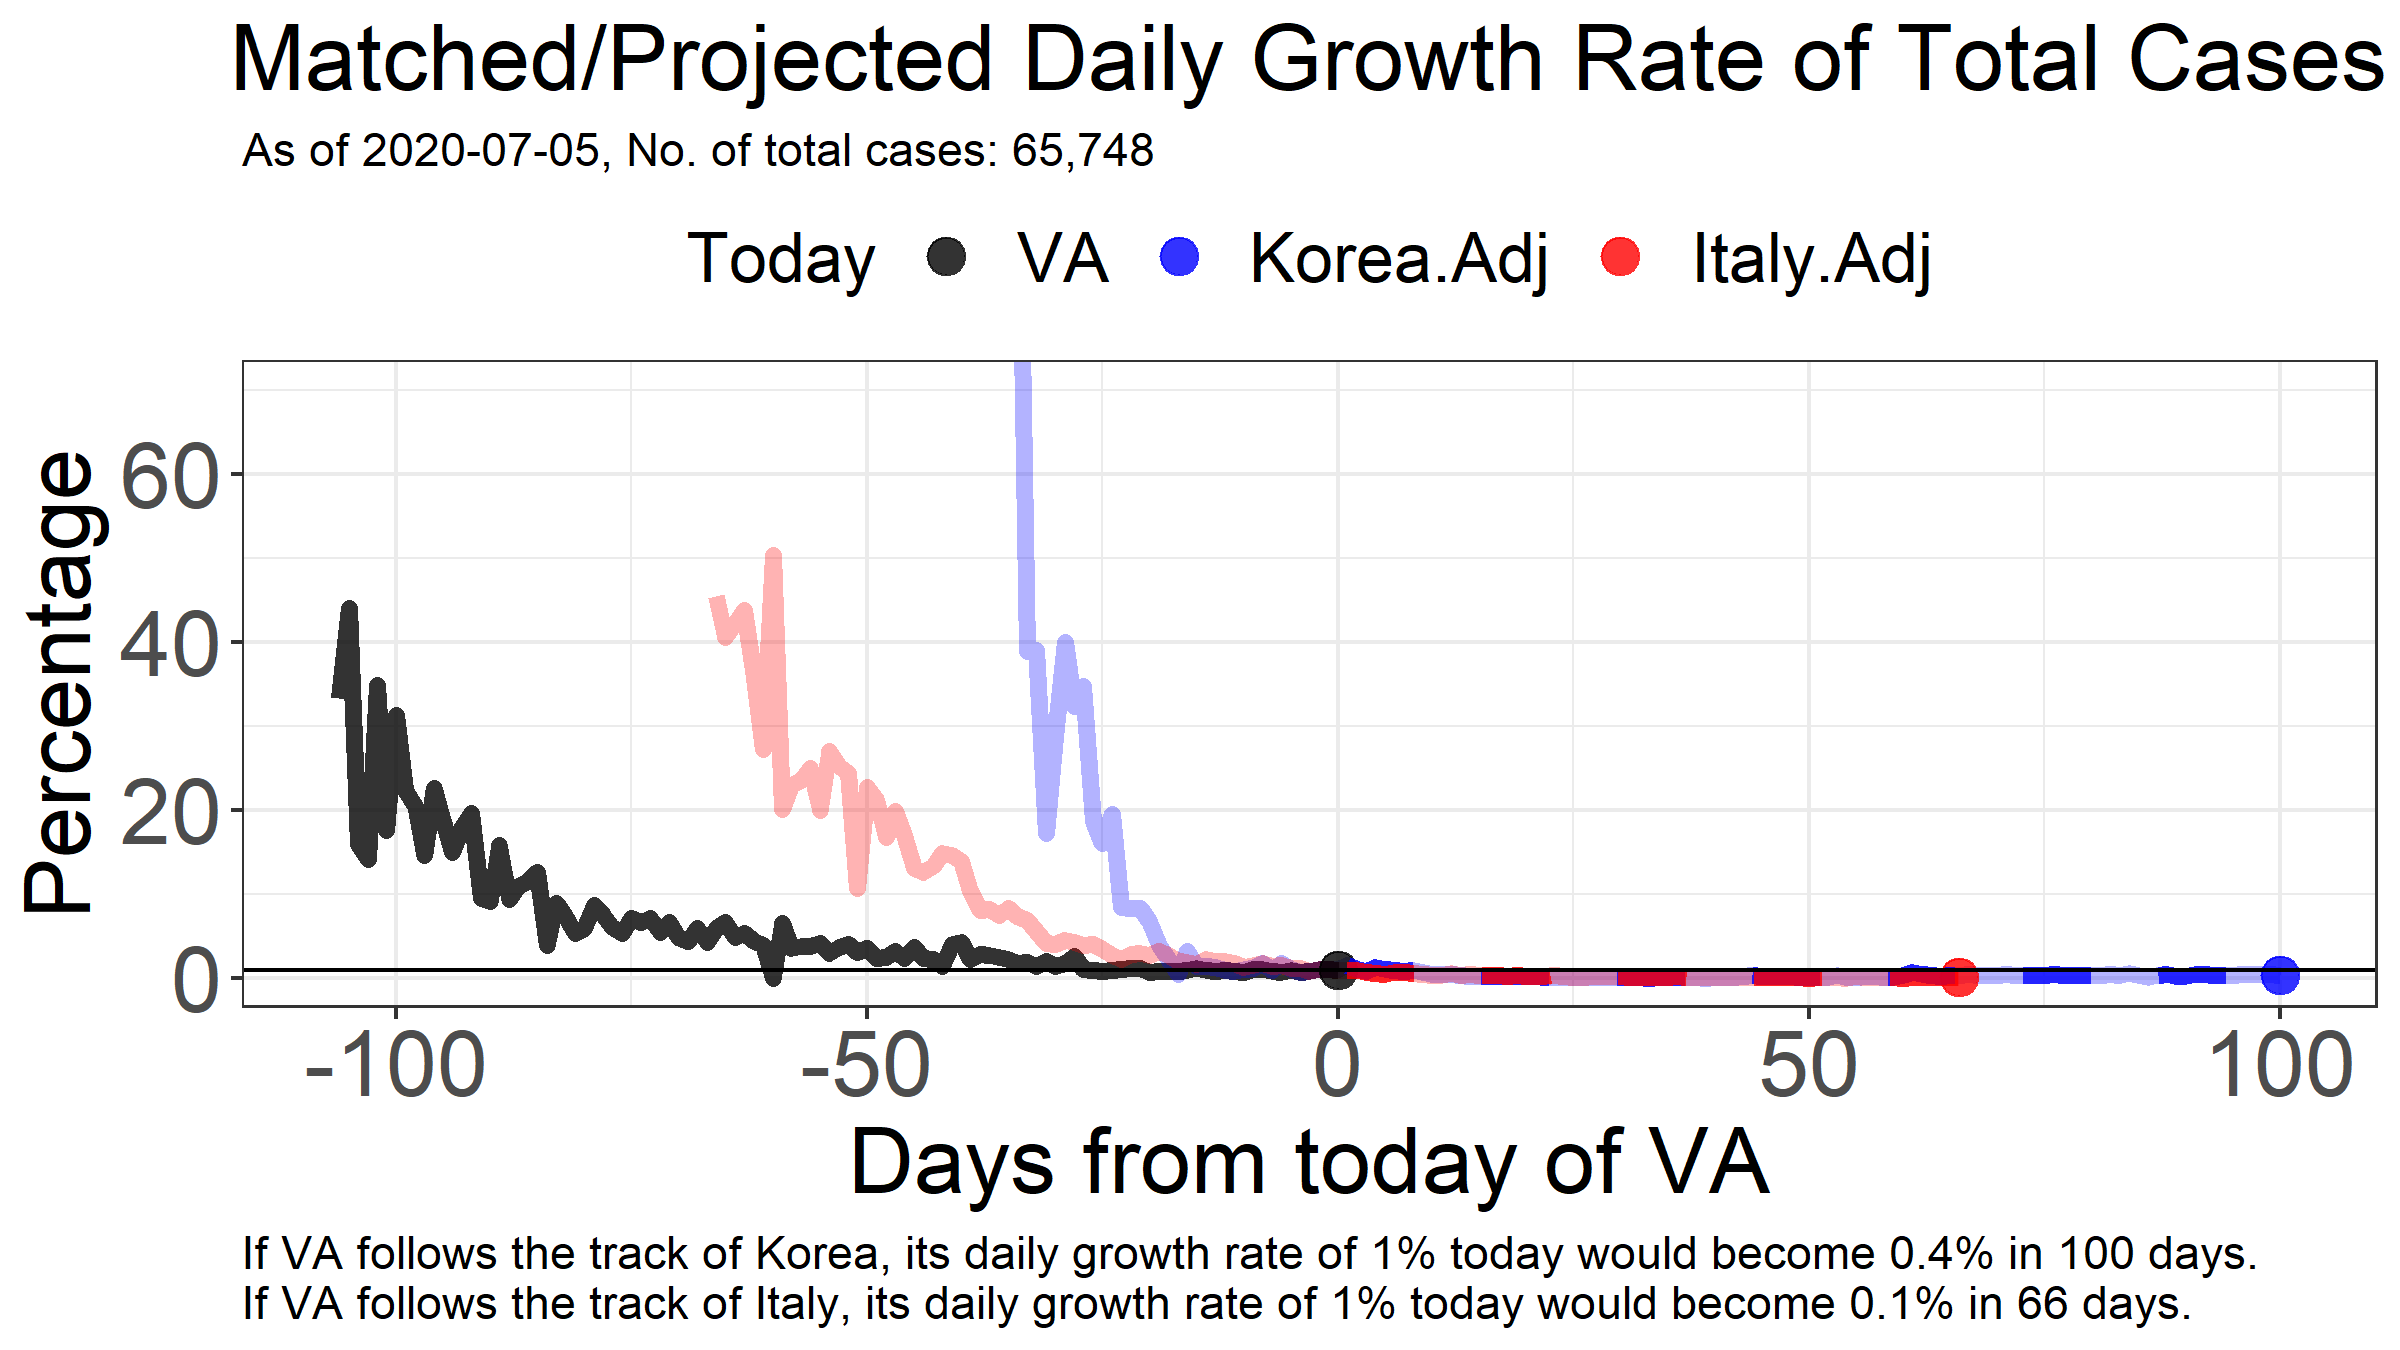 Matched/Projected Daily Growth Rate of Total Cases
As of 2020-07-05, No. of total cases: 65,748
Today VA Korea.Adj Italy.Adj
Percentage
60
40
20
0
-100 -50 0 50 100
Days from today of VA
If VA follows the track of Korea, its daily growth rate of 1% today would become 0.4% in 100 days.
If VA follows the track of Italy, its daily growth rate of 1% today would become 0.1% in 66 days.